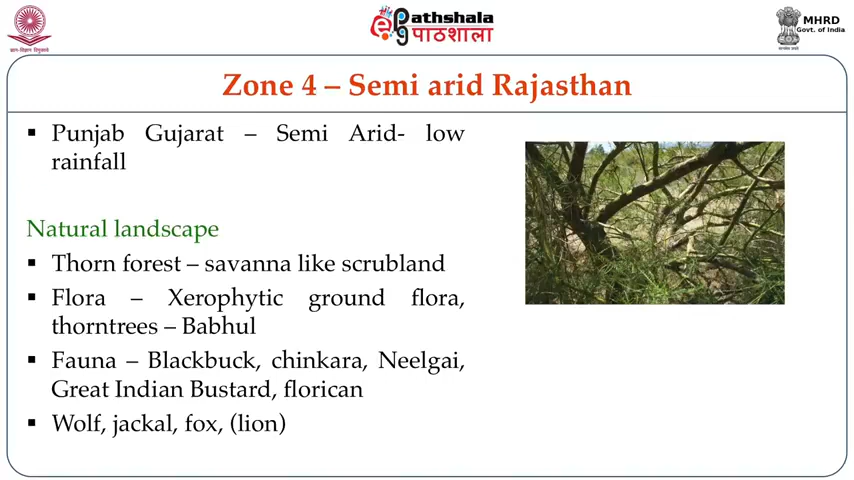 ePathshala
पाठशाला
MHRD
Govt. of India
Zone 4 – Semi arid Rajasthan
▪ Punjab Gujarat – Semi Arid- low
rainfall
Natural landscape
▪ Thorn forest – savanna like scrubland
▪ Flora – Xerophytic ground flora,
thorntrees – Babhul
▪ Fauna – Blackbuck, chinkara, Neelgai,
Great Indian Bustard, florican
▪ Wolf, jackal, fox, (lion)